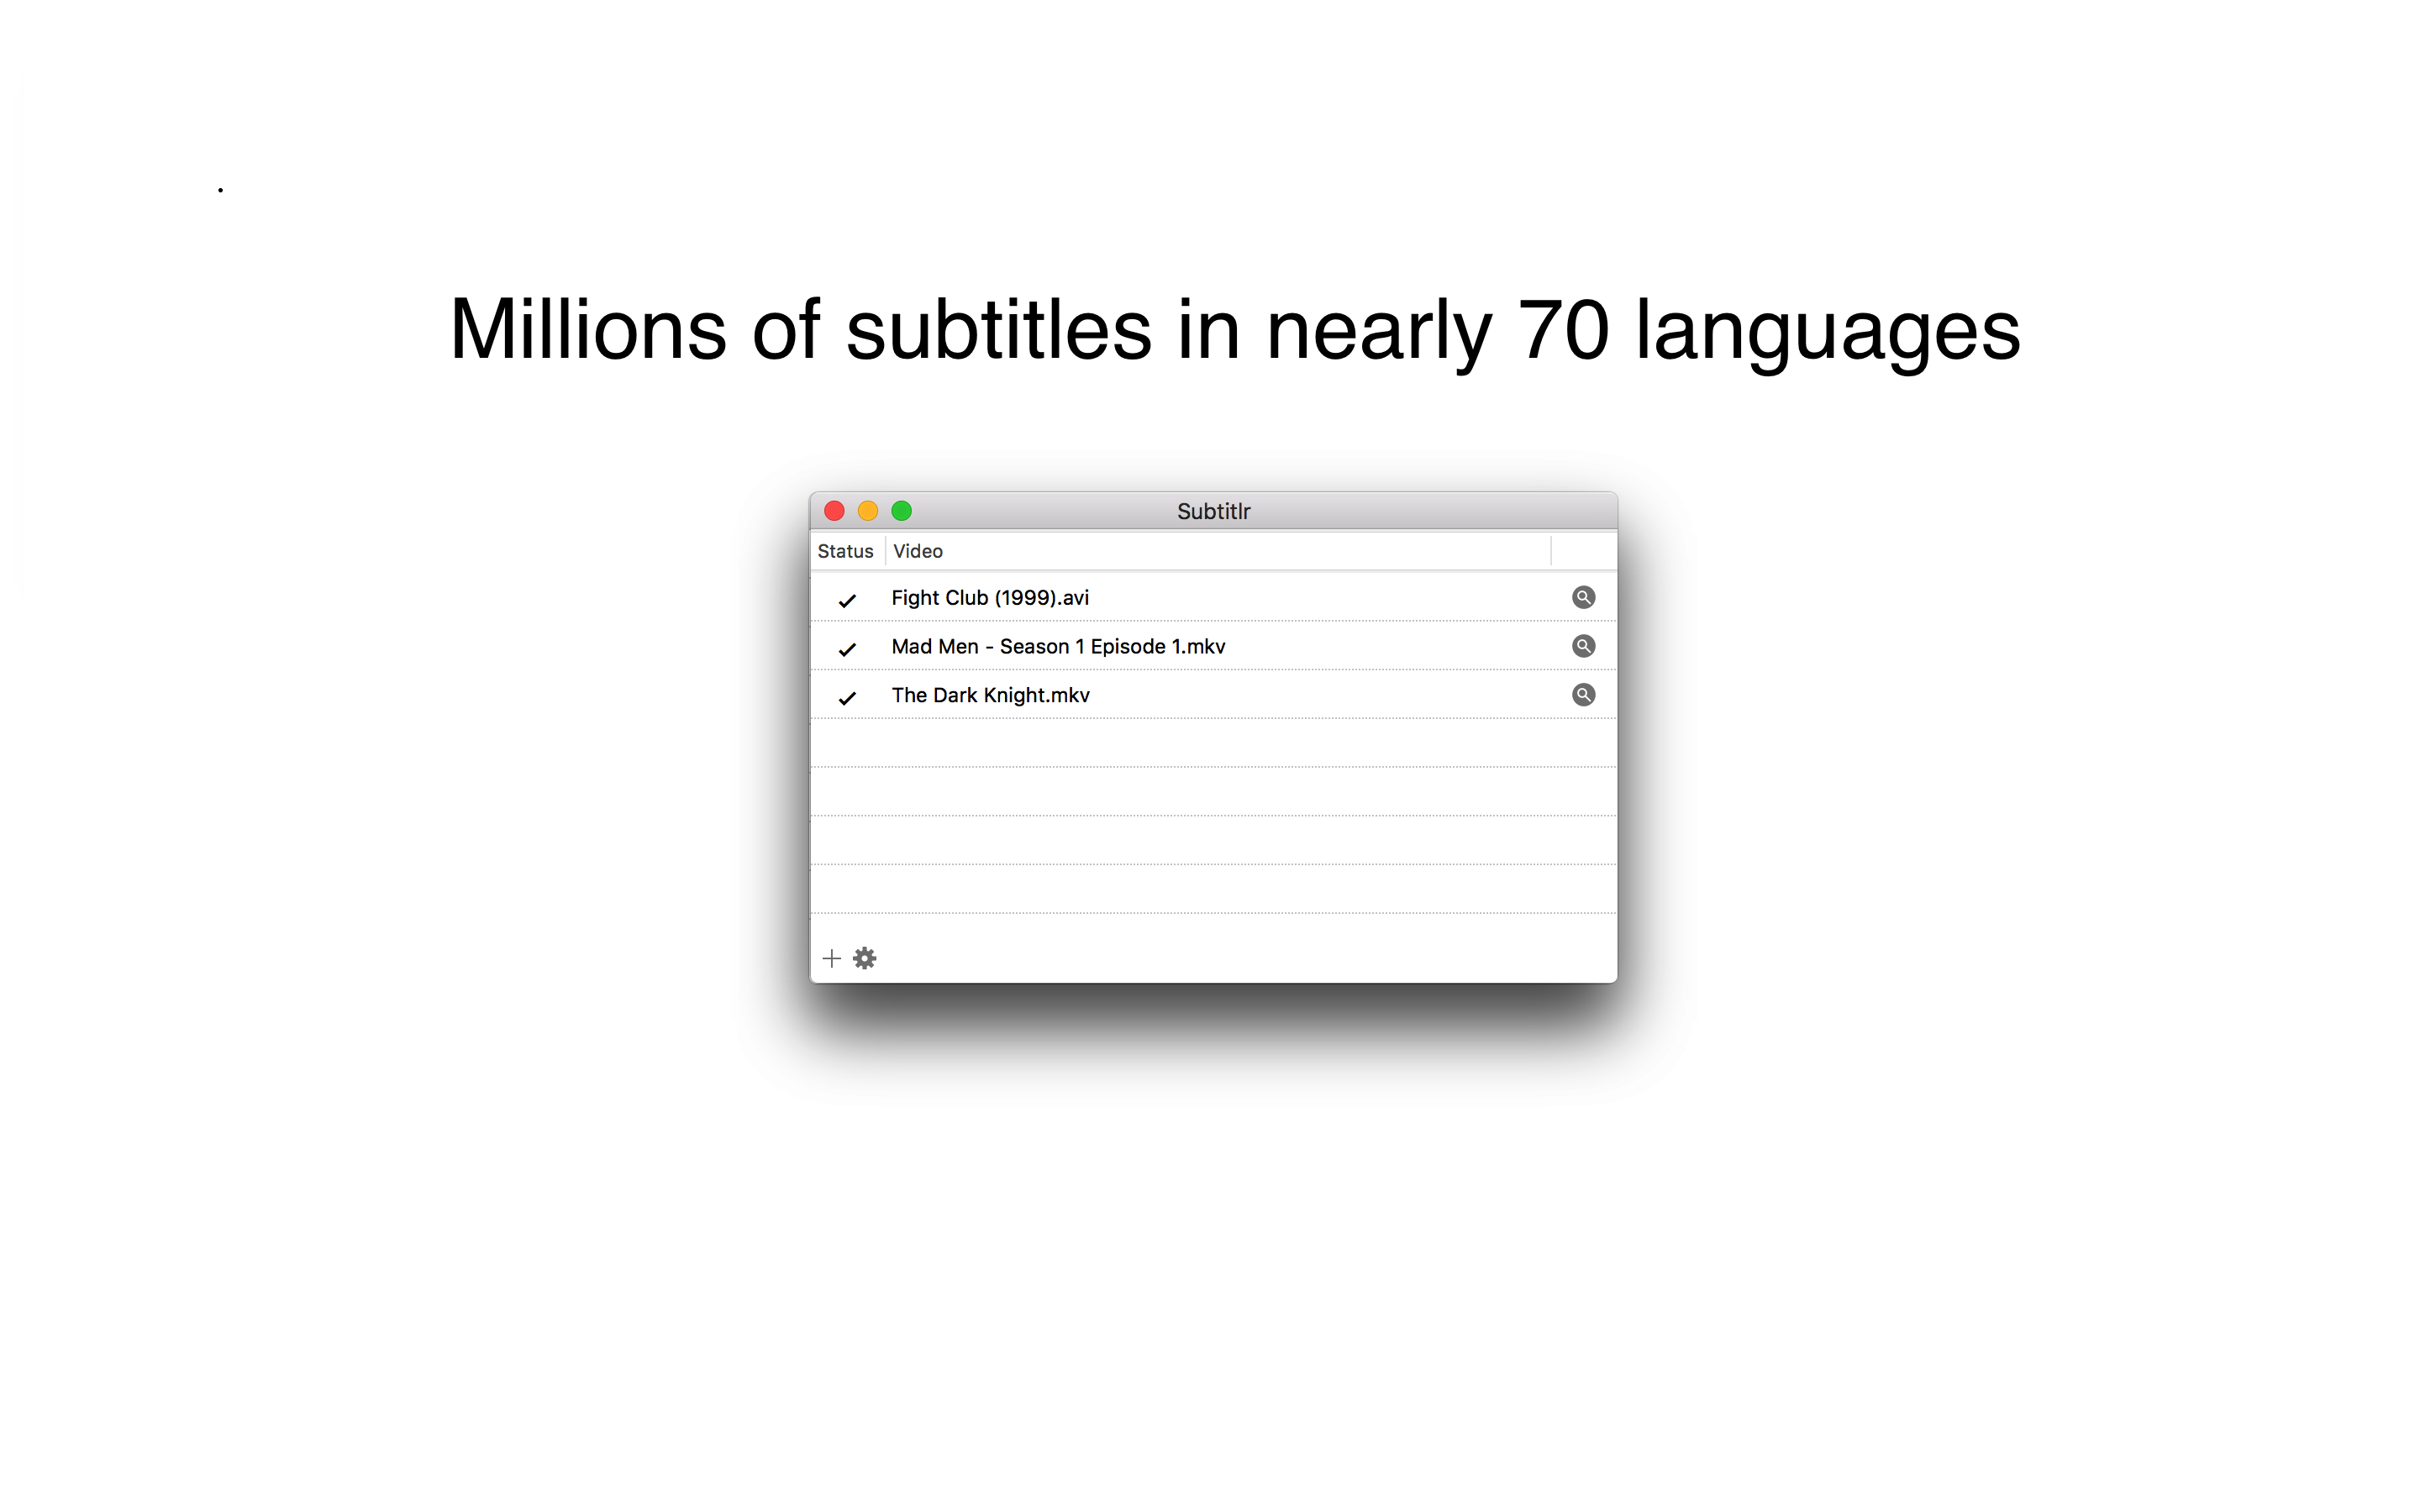 Millions of subtitles in nearly 70 languages
Subtitlr
Status Video
Fight Club (1999).avi
Mad Men - Season 1 Episode 1.mkv
The Dark Knight.mkv